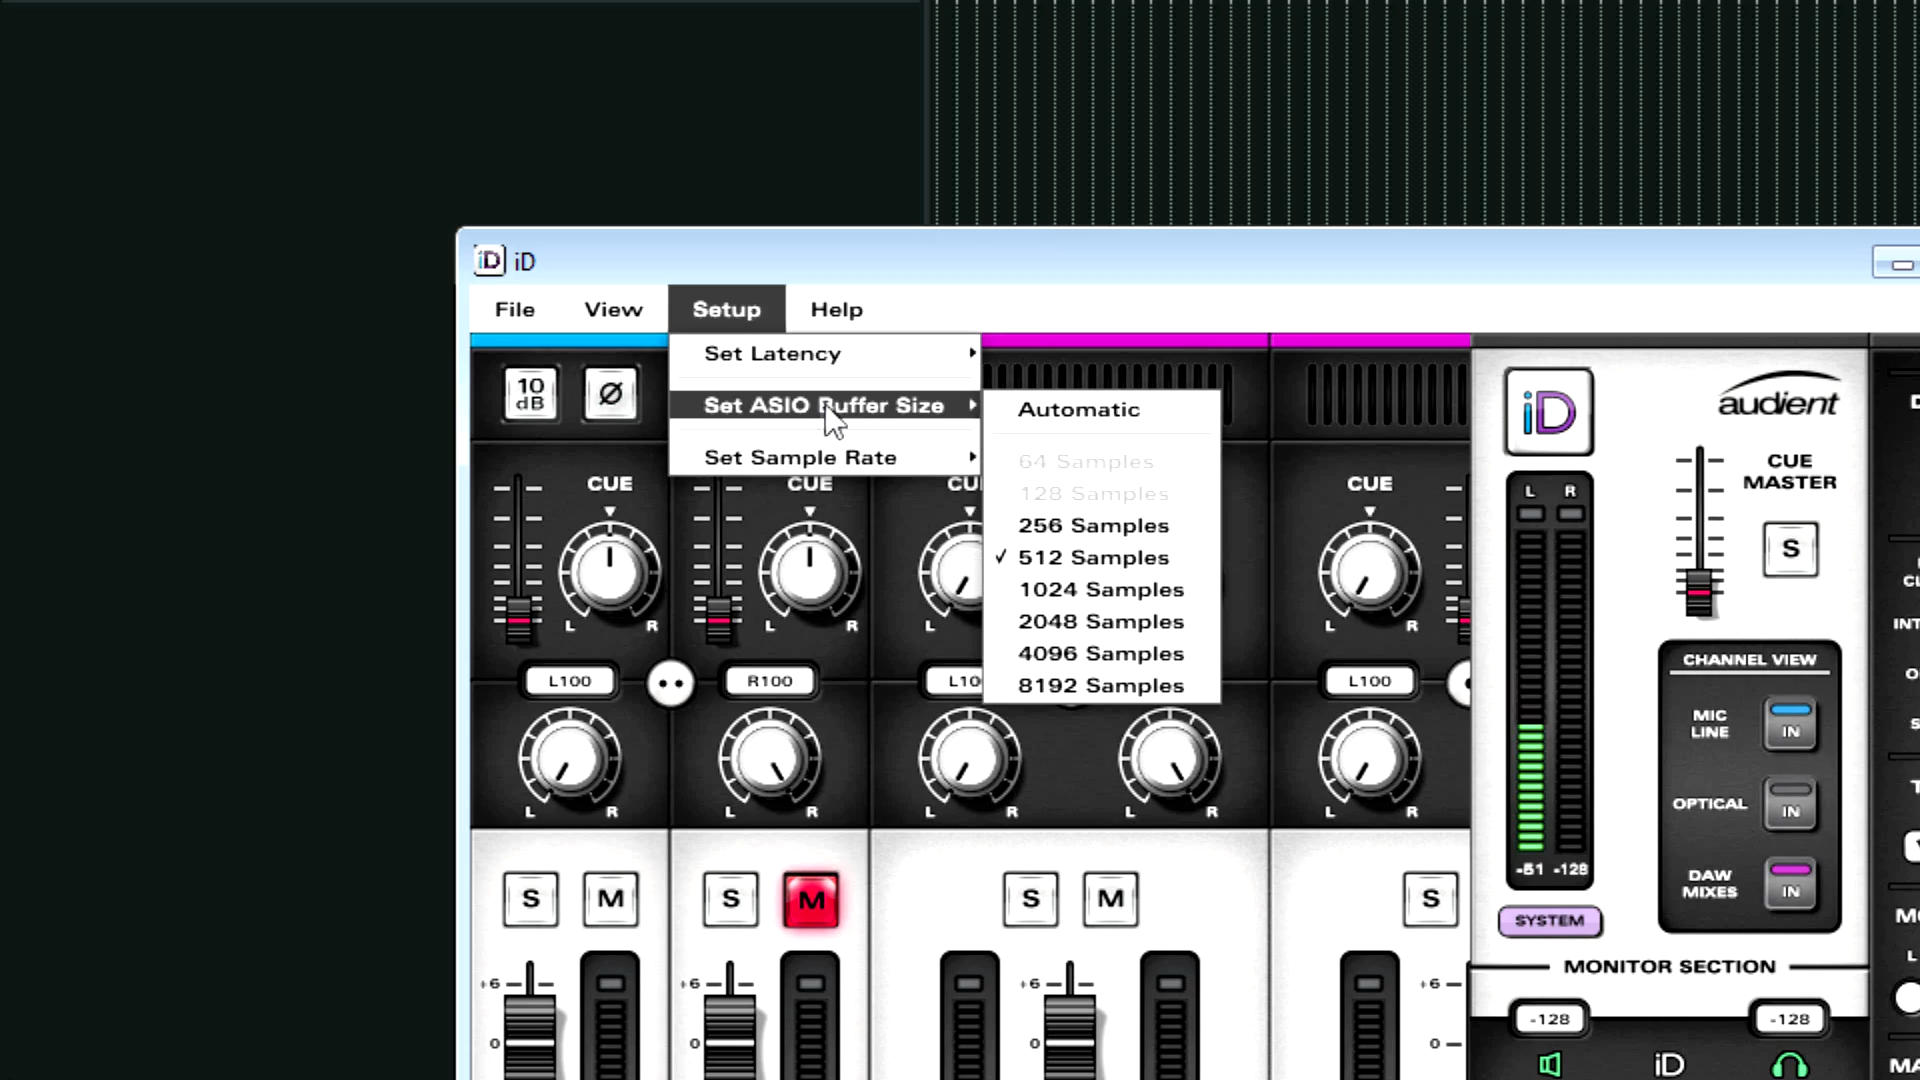 iD iD
File View Setup Help
Set Latency
Set ASIO Buffer Size
Set Sample Rate
Automatic
64 Samples
128 Samples
256 Samples
✓ 512 Samples
1024 Samples
2048 Samples
4096 Samples
8192 Samples
10
dB
Ø
CUE CUE CU CUE
L R L R L L R
L100 R100 L10 L100
L R L R L R L R L R
S M S M S M S
+6 +6 +6 +6
0 0 0 0
iD
audient
L R
-51 -128
SYSTEM
CUE
MASTER
S
CHANNEL VIEW
MIC
LINE
IN
OPTICAL
IN
DAW
MIXES
IN
MONITOR SECTION
-128 -128
iD